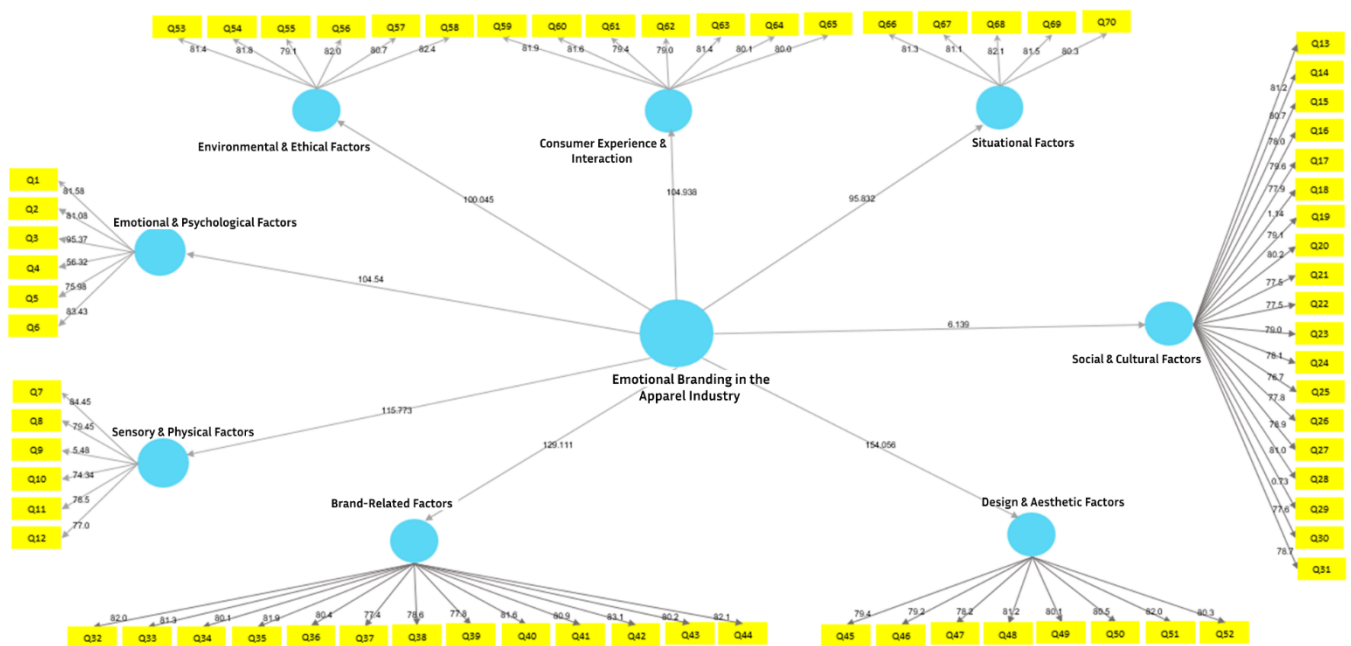 Q53 Q54 Q55 Q56 Q57 Q58 Q59 Q60 Q61 Q62 Q63 Q64 Q65 Q66 Q67 Q68 Q69 Q70
81.4 81.8 79.1 82.0 80.7 82.4 81.9 81.6 79.4 79.0 81.4 80.1 80.0 81.3 81.1 82.1 81.5 80.3
Environmental & Ethical Factors
Consumer Experience &
Interaction
Situational Factors
100.045
104.938
95.832
Q1
81.58
Q2
81.08
Q3
95.37
Q4
56.32
Q5
75.98
Q6
83.43
Emotional & Psychological Factors
104.54
Emotional Branding in the
Apparel Industry
6.139
Social & Cultural Factors
Q13
Q14
81.2
Q15
80.7
Q16
78.0
Q17
79.6
Q18
77.9
Q19
1.14
79.1
Q20
80.2
Q21
77.5
Q22
77.5
Q23
79.0
Q24
78.1
Q25
76.7
Q26
77.8
78.9
Q27
81.0
Q28
0.73
Q29
77.6
Q30
78.7
Q31
Q7
84.45
Q8
79.45
Q9
5.48
Q10
74.34
Q11
78.5
Q12
77.0
Sensory & Physical Factors
115.773
129.111
154.056
Brand-Related Factors
Design & Aesthetic Factors
82.0 81.3 80.1 81.9 80.4 77.4 78.6 77.8 81.6 80.9 83.1 80.2 82.1
Q32 Q33 Q34 Q35 Q36 Q37 Q38 Q39 Q40 Q41 Q42 Q43 Q44
79.4 79.2 78.2 81.2 80.1 80.5 82.0 80.3
Q45 Q46 Q47 Q48 Q49 Q50 Q51 Q52